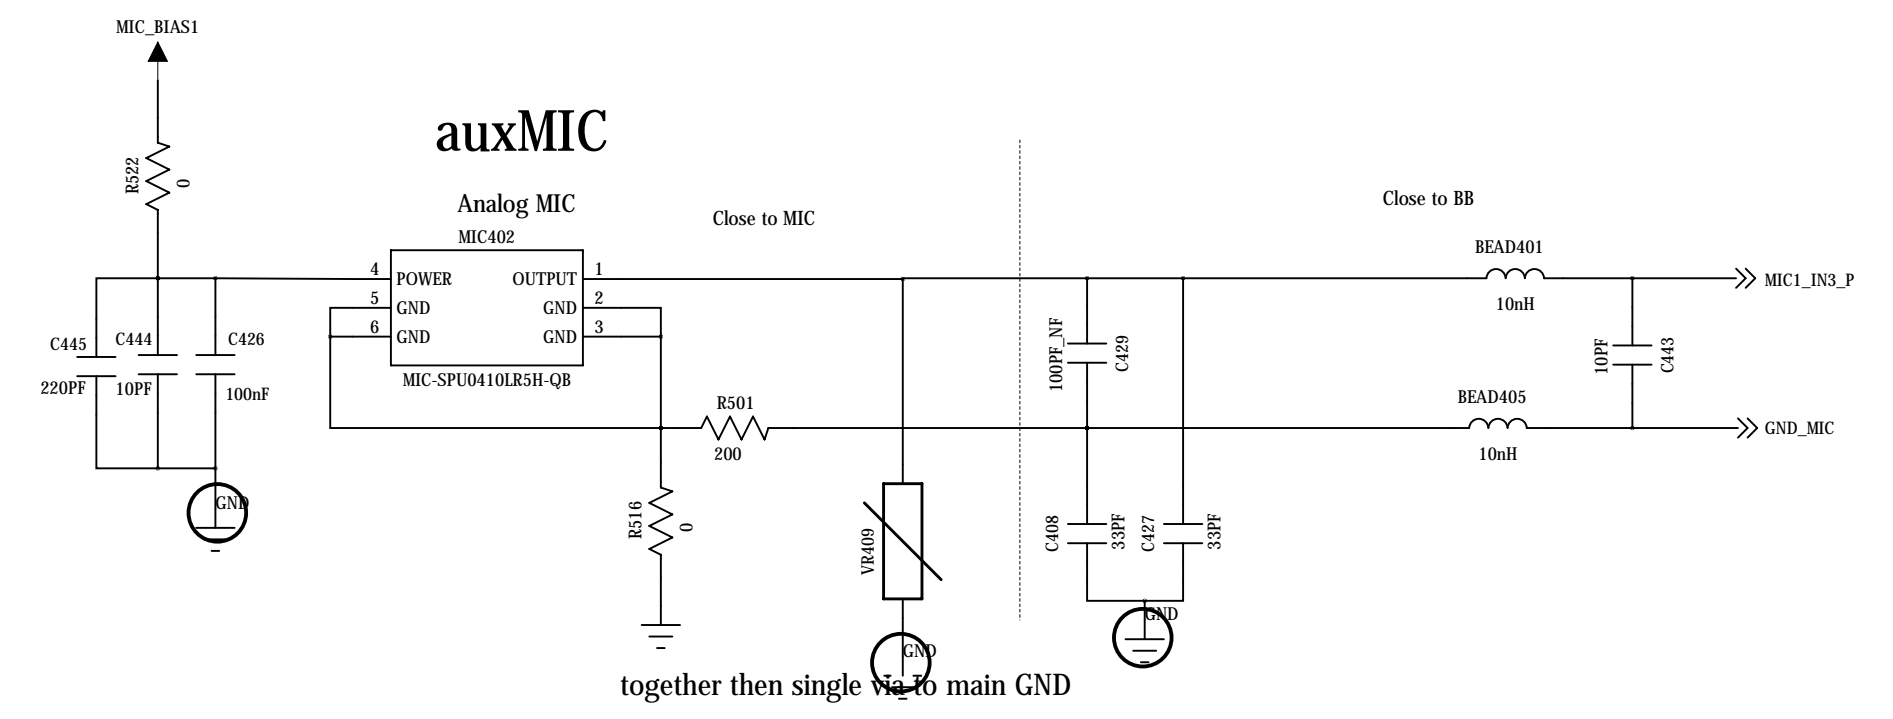 MIC_BIAS1
auxMIC
R522
0
Analog MIC
Close to MIC
Close to BB
MIC402
BEAD401
4
POWER
OUTPUT
1
MIC1_IN3_P
10nH
5
GND
GND
2
6
GND
GND
3
C445
C444
C426
220PF
10PF
100nF
MIC-SPU0410LR5H-QB
100PF_NF
C429
10PF
C443
R501
200
BEAD405
10nH
GND_MIC
GND
R516
0
VR409
C408
33PF
C427
33PF
GND
GND
together then single via to main GND